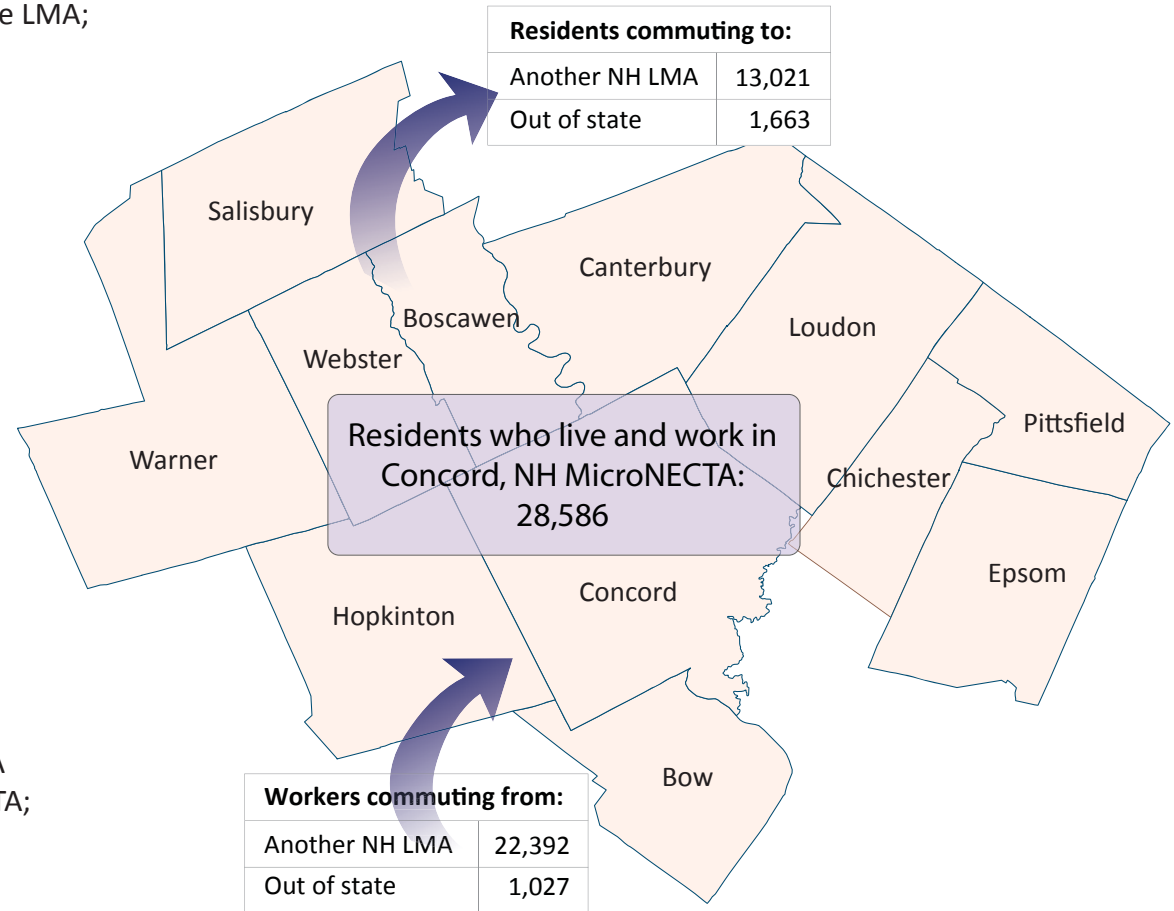 e LMA;
Residents commuting to:
Another NH LMA 13,021
Out of state 1,663
Salisbury
Canterbury
Boscawen
Loudon
Webster
Pittsfield
Warner
Residents who live and work in
Concord, NH MicroNECTA:
28,586
Chichester
Epsom
Concord
Hopkinton
Bow
A
TA;
Workers commuting from:
Another NH LMA 22,392
Out of state 1,027